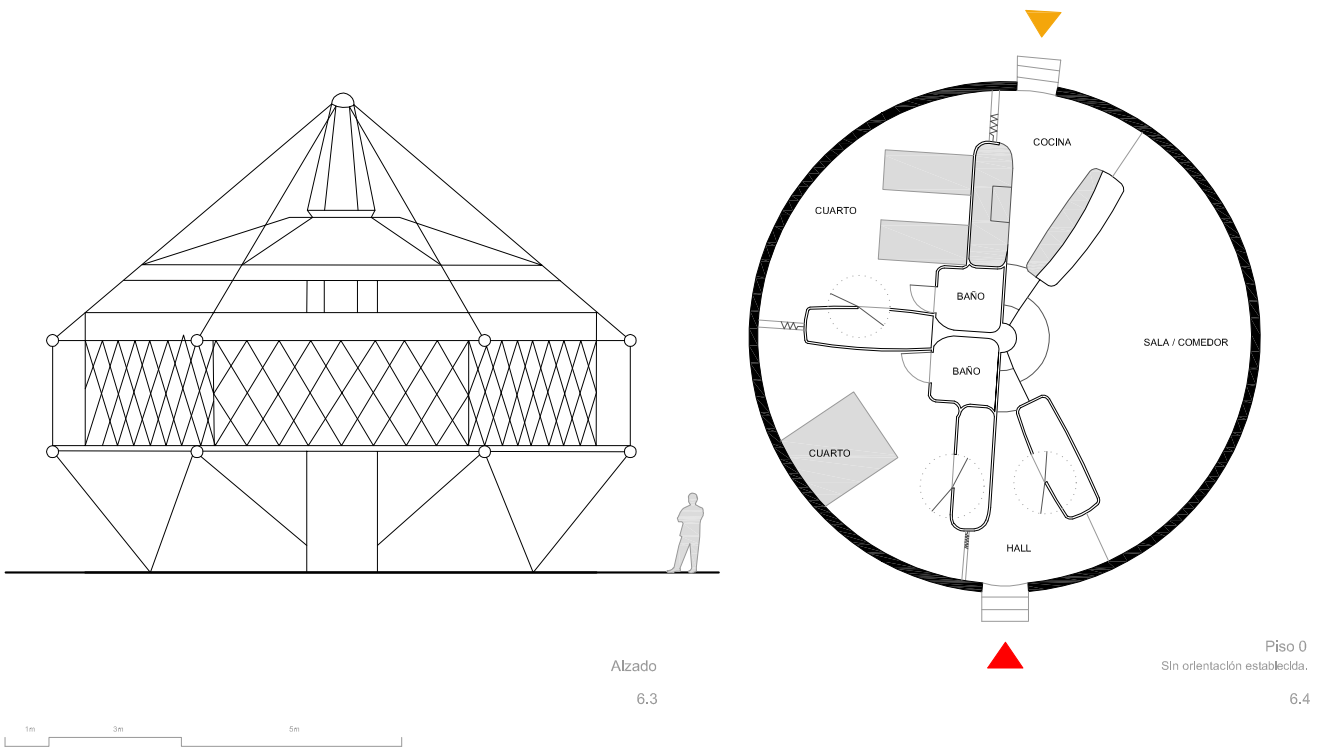 COCINA
CUARTO
BAÑO
SALA / COMEDOR
BAÑO
CUARTO
HALL
Alzado
6.3
Piso 0
Sin orientación establecida.
6.4
1m 3m 5m